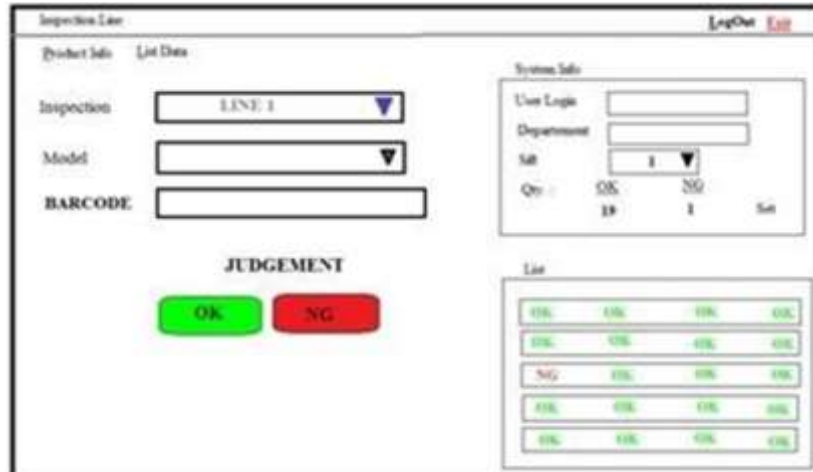 Inspection Line
LogOut Exit
Product Info List Data
Inspection LINE 1
Model
BARCODE
JUDGEMENT
OK NG
System Info
User Login
Departement
Sift 1
Qty : OK NG
19 1 Set
List
OK OK OK OK
OK OK OK OK
NG OK OK OK
OK OK OK OK
OK OK OK OK